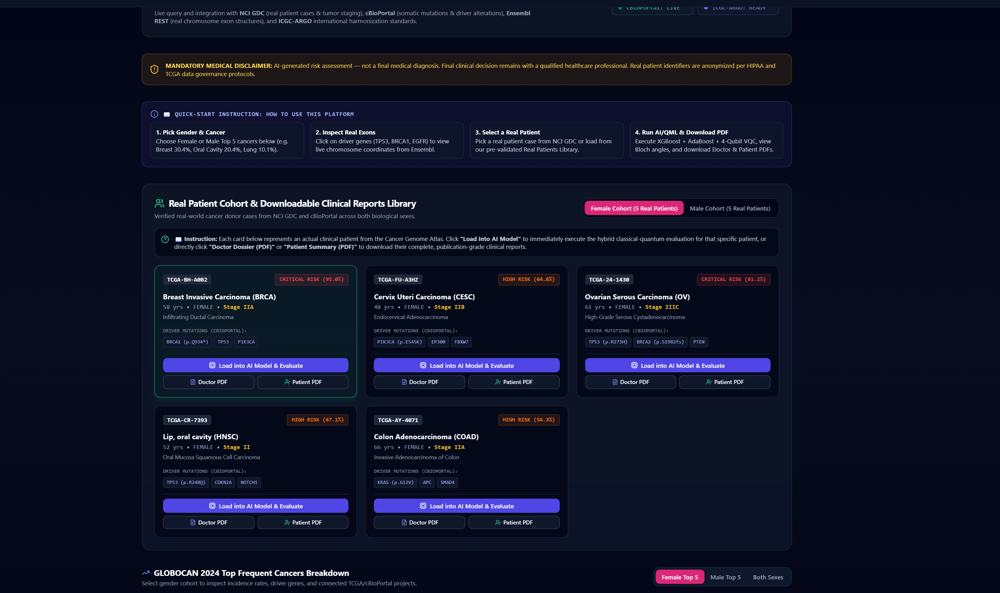 Live query and integration with NCI GDC (real patient cases & tumor staging), cBioPortal (somatic mutations & driver alterations), Ensembl
REST (real chromosome exon structures), and ICGC-ARGO international harmonization standards.
cBioPortal: LIVE
ICGC-ARGO: READY
MANDATORY MEDICAL DISCLAIMER: AI-generated risk assessment — not a final medical diagnosis. Final clinical decision remains with a qualified healthcare professional. Real patient identifiers are anonymized per HIPAA and
TCGA data governance protocols.
QUICK-START INSTRUCTION: HOW TO USE THIS PLATFORM
1. Pick Gender & Cancer
Choose Female or Male Top 5 cancers below (e.g.
Breast 30.4%, Oral Cavity 20.4%, Lung 10.1%).
2. Inspect Real Exons
Click on driver genes (TP53, BRCA1, EGFR) to view
live chromosome coordinates from Ensembl.
3. Select a Real Patient
Pick a real patient case from NCI GDC or load from
our pre-validated Real Patients Library.
4. Run AI/QML & Download PDF
Execute XGBoost + AdaBoost + 4-Qubit VQC, view
Bloch angles, and download Doctor & Patient PDFs.
Real Patient Cohort & Downloadable Clinical Reports Library
Verified real-world cancer donor cases from NCI GDC and cBioPortal across both biological sexes.
Female Cohort (5 Real Patients)
Male Cohort (5 Real Patients)
Instruction: Each card below represents an actual clinical patient from the Cancer Genome Atlas. Click "Load into AI Model" to immediately execute the hybrid classical-quantum evaluation for that specific patient, or
directly click "Doctor Dossier (PDF)" or "Patient Summary (PDF)" to download their complete, publication-grade clinical reports.
TCGA-BH-A0B2
CRITICAL RISK (95.0%)
Breast Invasive Carcinoma (BRCA)
58 yrs • FEMALE • Stage IIA
Infiltrating Ductal Carcinoma
DRIVER MUTATIONS (CBIOPORTAL):
BRCA1 (p.Q934*) TP53 PIK3CA
Load into AI Model & Evaluate
Doctor PDF
Patient PDF
TCGA-FU-A3HZ
HIGH RISK (64.8%)
Cervix Uteri Carcinoma (CESC)
48 yrs • FEMALE • Stage IIB
Endocervical Adenocarcinoma
DRIVER MUTATIONS (CBIOPORTAL):
PIK3CA (p.E545K) EP300 FBXW7
Load into AI Model & Evaluate
Doctor PDF
Patient PDF
TCGA-24-1430
CRITICAL RISK (91.2%)
Ovarian Serous Carcinoma (OV)
61 yrs • FEMALE • Stage IIIC
High-Grade Serous Cystadenocarcinoma
DRIVER MUTATIONS (CBIOPORTAL):
TP53 (p.R273H) BRCA2 (p.S1982fs) PTEN
Load into AI Model & Evaluate
Doctor PDF
Patient PDF
TCGA-CR-7393
HIGH RISK (67.1%)
Lip, oral cavity (HNSC)
52 yrs • FEMALE • Stage II
Oral Mucosa Squamous Cell Carcinoma
DRIVER MUTATIONS (CBIOPORTAL):
TP53 (p.R248Q) CDKN2A NOTCH1
Load into AI Model & Evaluate
Doctor PDF
Patient PDF
TCGA-AY-4071
HIGH RISK (54.3%)
Colon Adenocarcinoma (COAD)
66 yrs • FEMALE • Stage IIA
Invasive Adenocarcinoma of Colon
DRIVER MUTATIONS (CBIOPORTAL):
KRAS (p.G12V) APC SMAD4
Load into AI Model & Evaluate
Doctor PDF
Patient PDF
GLOBOCAN 2024 Top Frequent Cancers Breakdown
Select gender cohort to inspect incidence rates, driver genes, and connected TCGA/cBioPortal projects.
Female Top 5
Male Top 5
Both Sexes